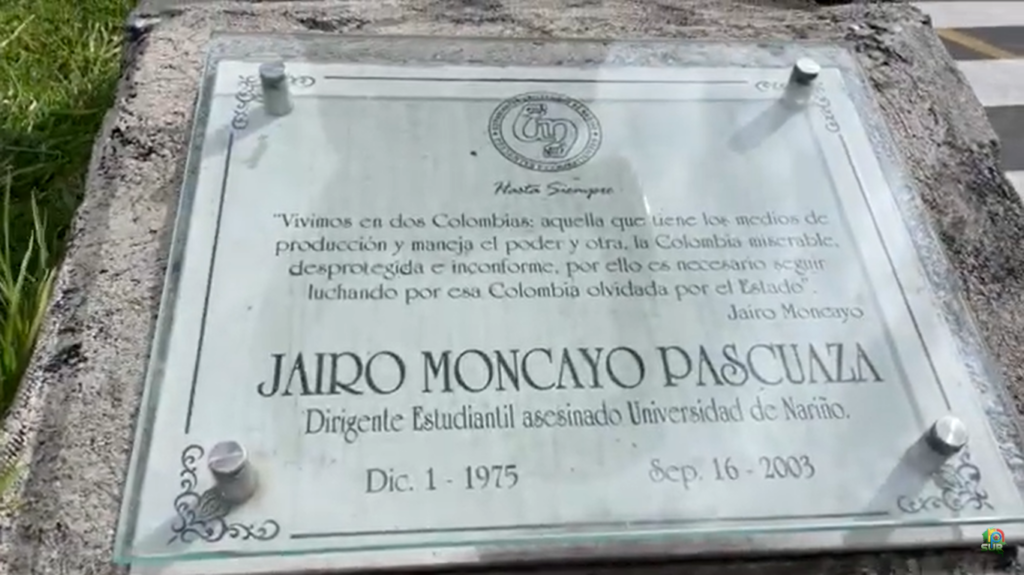 Hasta Siempre
"Vivimos en dos Colombias: aquella que tiene los medios de
producción y maneja el poder y otra, la Colombia miserable,
desprotegida e inconforme, por ello es necesario seguir
luchando por esa Colombia olvidada por el Estado".
Jairo Moncayo
JAIRO MONCAYO PASCUAZA
Dirigente Estudiantil asesinado Universidad de Nariño.
Dic. 1 - 1975 Sep. 16 - 2003
SUR